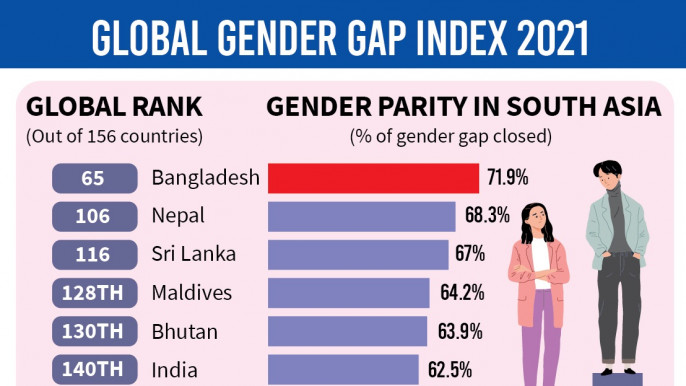 GLOBAL GENDER GAP INDEX 2021
GLOBAL RANK
(Out of 156 countries)
GENDER PARITY IN SOUTH ASIA
(% of gender gap closed)
65 Bangladesh 71.9%
106 Nepal 68.3%
116 Sri Lanka 67%
128TH Maldives 64.2%
130TH Bhutan 63.9%
140TH India 62.5%